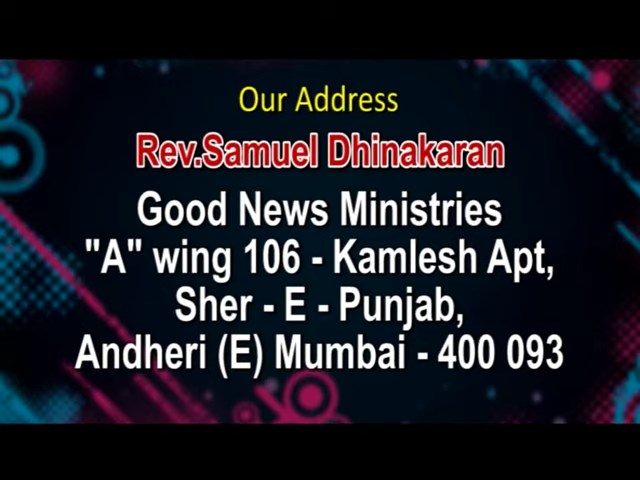 Our Address
Rev.Samuel Dhinakaran
Good News Ministries
"A" wing 106 - Kamlesh Apt,
Sher - E - Punjab,
Andheri (E) Mumbai - 400 093